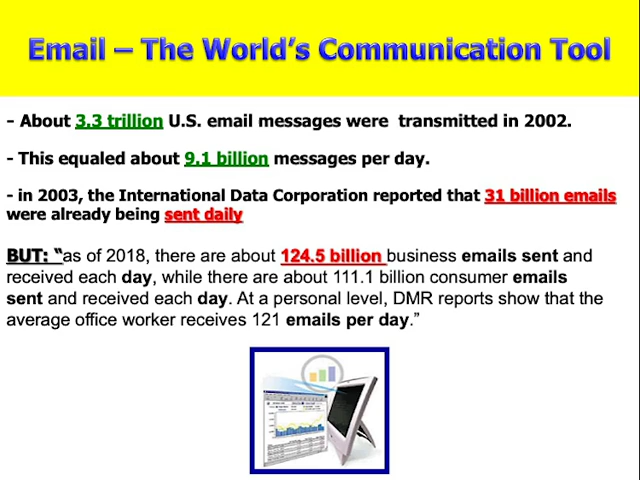 Email – The World's Communication Tool
- About 3.3 trillion U.S. email messages were transmitted in 2002.
- This equaled about 9.1 billion messages per day.
- in 2003, the International Data Corporation reported that 31 billion emails
were already being sent daily
BUT: “as of 2018, there are about 124.5 billion business emails sent and
received each day, while there are about 111.1 billion consumer emails
sent and received each day. At a personal level, DMR reports show that the
average office worker receives 121 emails per day.”